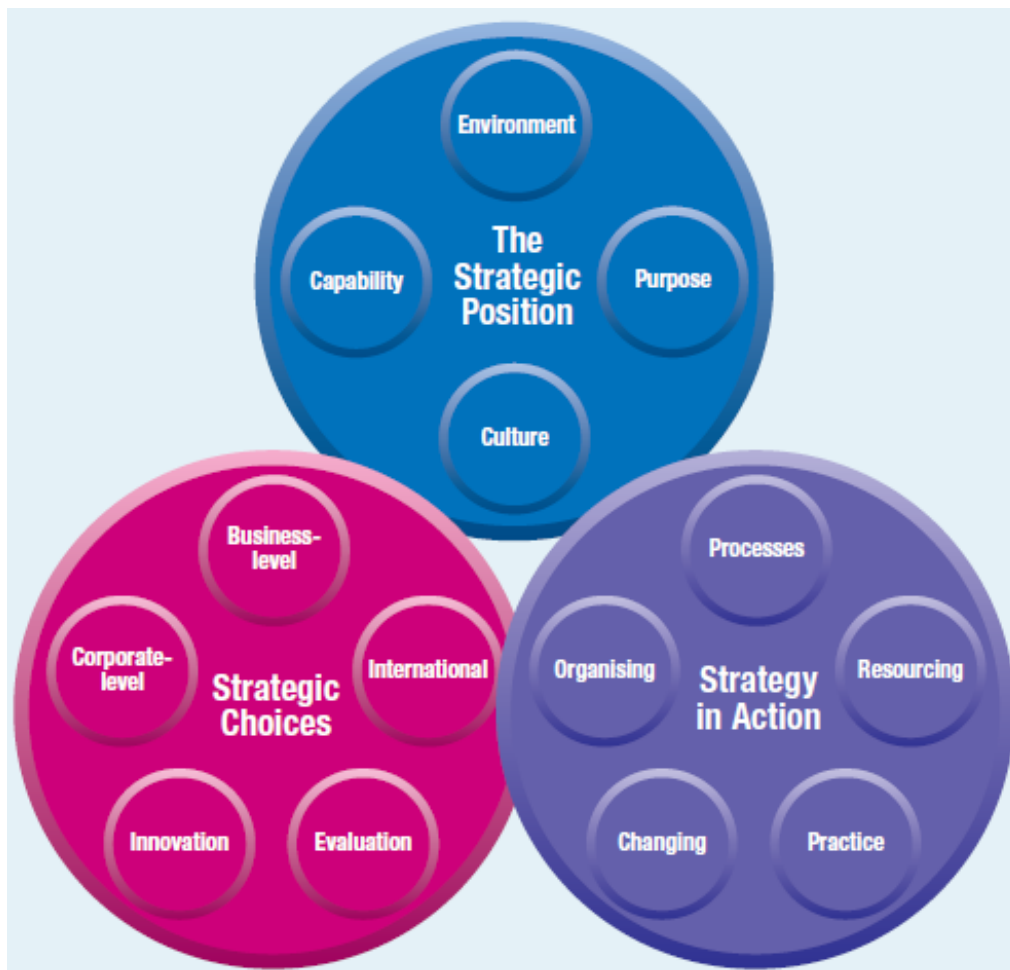 Environment
The
Strategic
Position
Capability
Purpose
Culture
Business-
level
Corporate-
level
International
Strategic
Choices
Innovation
Evaluation
Processes
Organising
Resourcing
Strategy
in Action
Changing
Practice